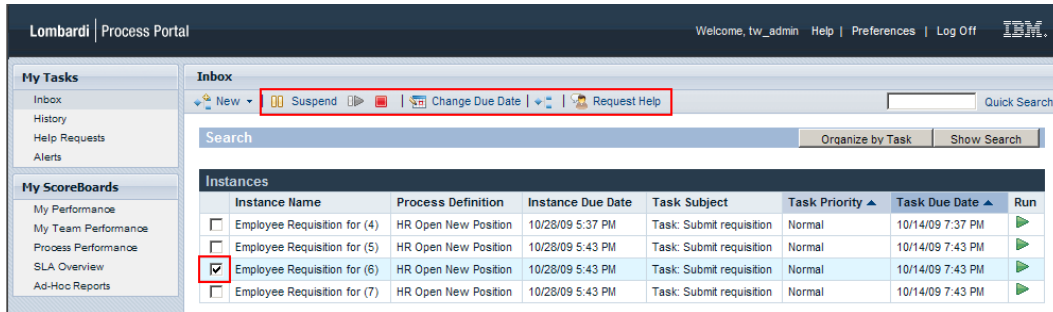 Lombardi | Process Portal
Welcome, tw_admin Help | Preferences | Log Off IBM.
My Tasks
Inbox
History
Help Requests
Alerts
My ScoreBoards
My Performance
My Team Performance
Process Performance
SLA Overview
Ad-Hoc Reports
Inbox
New | Suspend | Change Due Date | Request Help Quick Search
Search Organize by Task Show Search
Instances
Instance Name Process Definition Instance Due Date Task Subject Task Priority Task Due Date Run
Employee Requisition for (4) HR Open New Position 10/28/09 5:37 PM Task: Submit requisition Normal 10/14/09 7:37 PM
Employee Requisition for (5) HR Open New Position 10/28/09 5:43 PM Task: Submit requisition Normal 10/14/09 7:43 PM
Employee Requisition for (6) HR Open New Position 10/28/09 5:43 PM Task: Submit requisition Normal 10/14/09 7:43 PM
Employee Requisition for (7) HR Open New Position 10/28/09 5:43 PM Task: Submit requisition Normal 10/14/09 7:43 PM